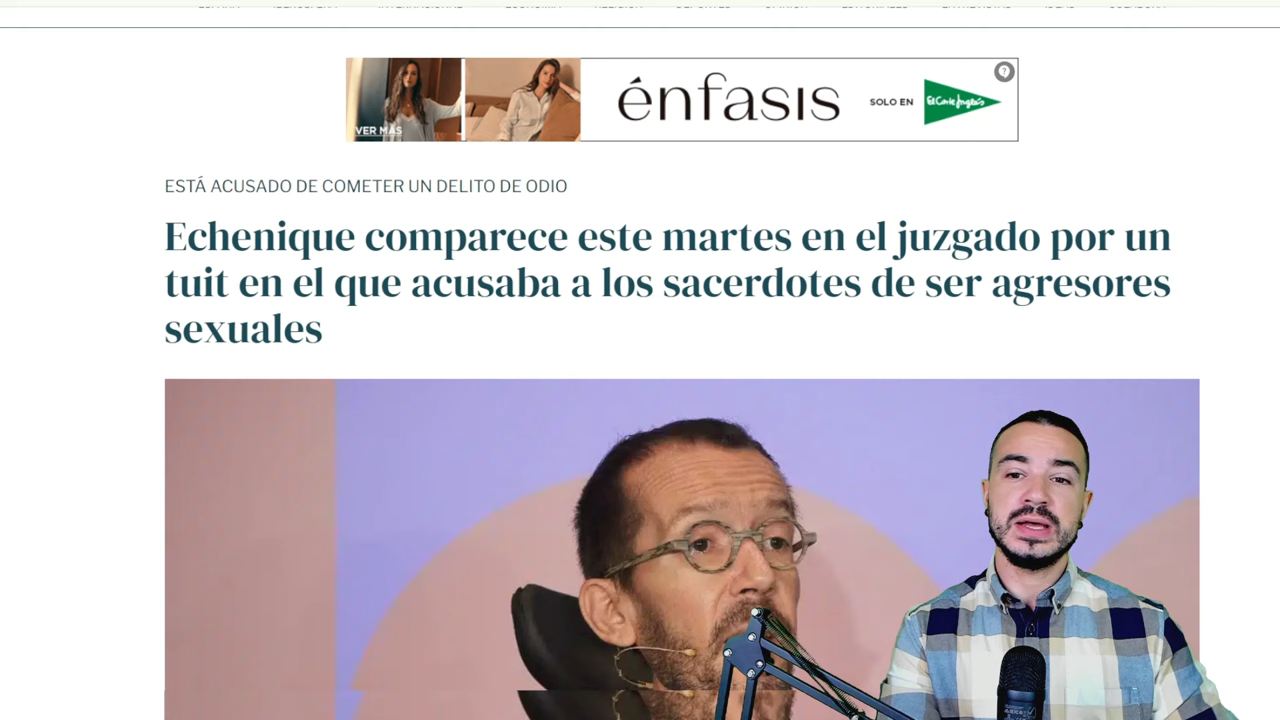 VER MÁS
énfasis
SOLO EN
El Corte Inglés
ESTÁ ACUSADO DE COMETER UN DELITO DE ODIO
Echenique comparece este martes en el juzgado por un
tuit en el que acusaba a los sacerdotes de ser agresores
sexuales